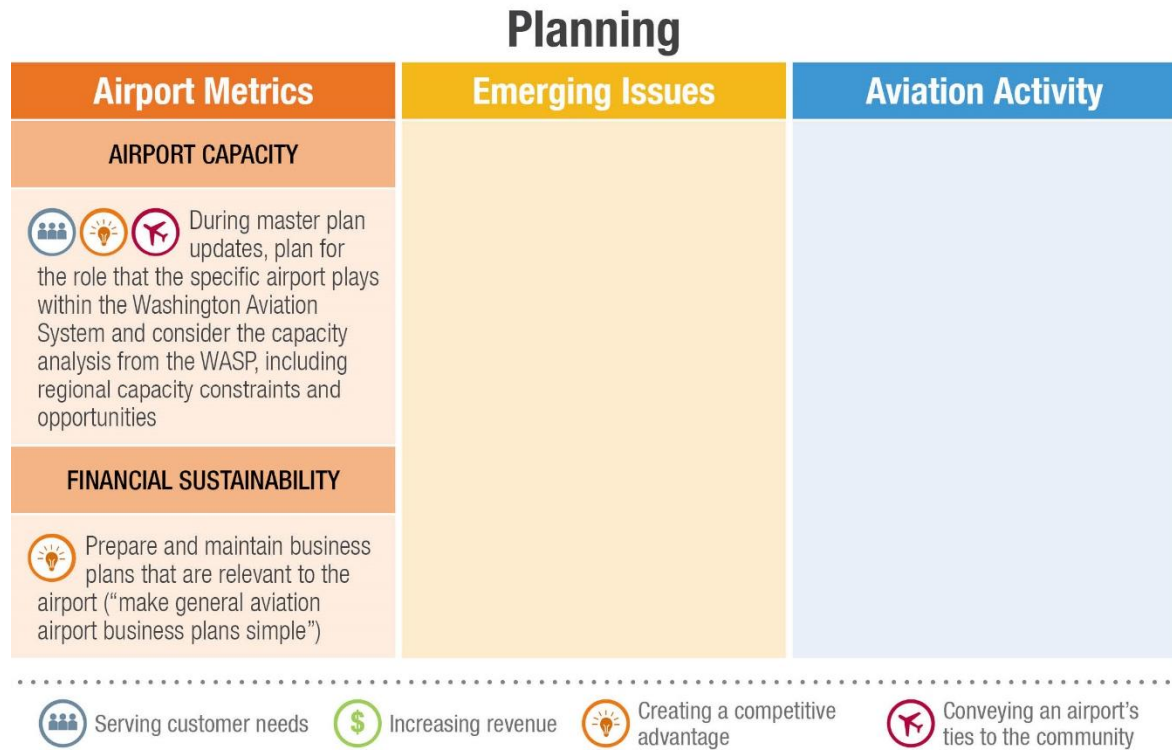 Planning
Airport Metrics
Emerging Issues
Aviation Activity
AIRPORT CAPACITY
During master plan
updates, plan for
the role that the specific airport plays
within the Washington Aviation
System and consider the capacity
analysis from the WASP, including
regional capacity constraints and
opportunities
FINANCIAL SUSTAINABILITY
Prepare and maintain business
plans that are relevant to the
airport (“make general aviation
airport business plans simple”)
Serving customer needs
$
Increasing revenue
Creating a competitive
advantage
Conveying an airport’s
ties to the community